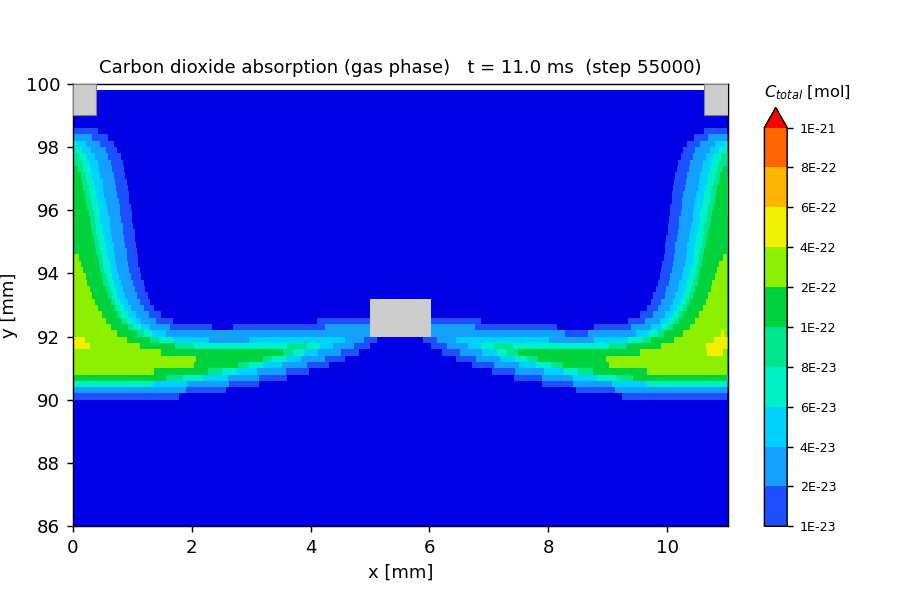 Carbon dioxide absorption (gas phase)   t = 11.0 ms  (step 55000)
C_total [mol]
100
98
96
94
92
90
88
86
y [mm]
0 2 4 6 8 10
x [mm]
1E-21
8E-22
6E-22
4E-22
2E-22
1E-22
8E-23
6E-23
4E-23
2E-23
1E-23